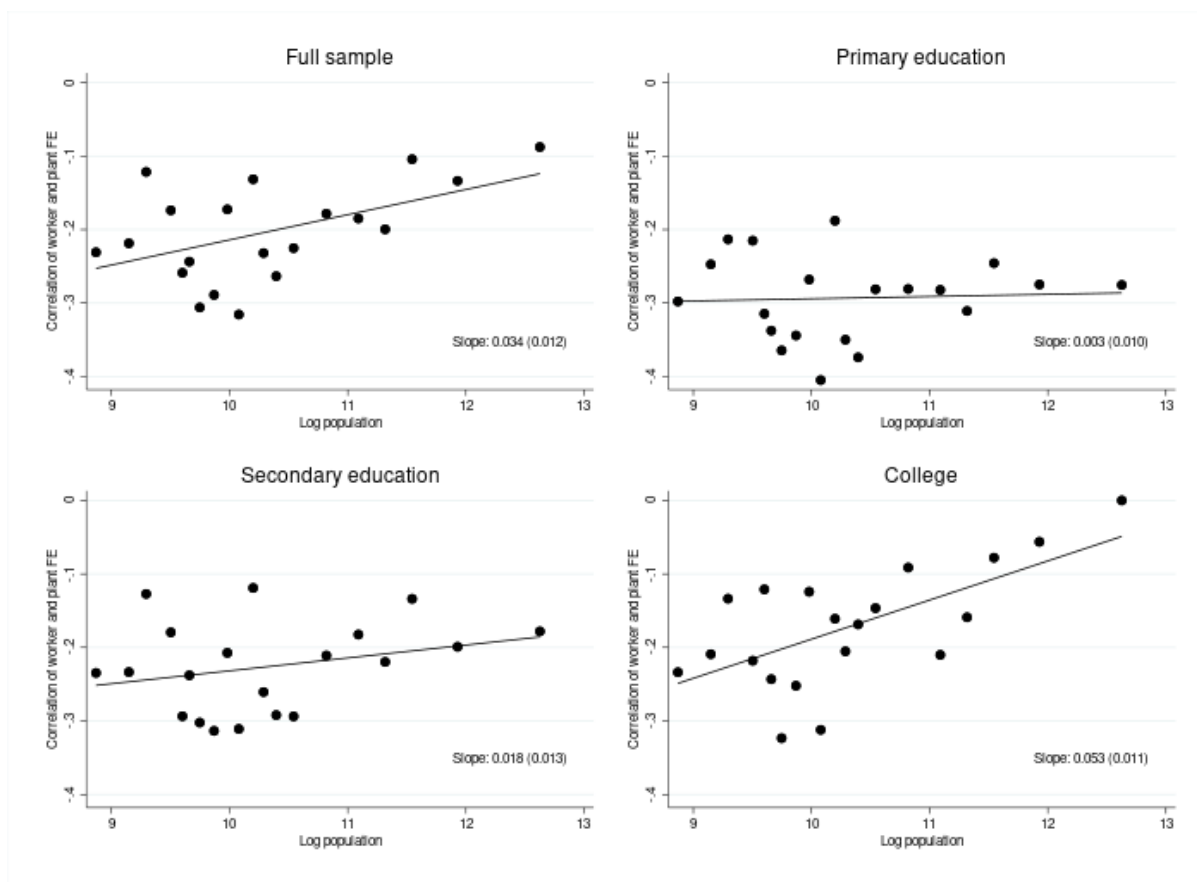 Full sample
Correlation of worker and plant FE
0
-.1
-.2
-.3
-.4
Slope: 0.034 (0.012)
9 10 11 12 13
Log population
Primary education
Correlation of worker and plant FE
0
-.1
-.2
-.3
-.4
Slope: 0.003 (0.010)
9 10 11 12 13
Log population
Secondary education
Correlation of worker and plant FE
0
-.1
-.2
-.3
-.4
Slope: 0.018 (0.013)
9 10 11 12 13
Log population
College
Correlation of worker and plant FE
0
-.1
-.2
-.3
-.4
Slope: 0.053 (0.011)
9 10 11 12 13
Log population